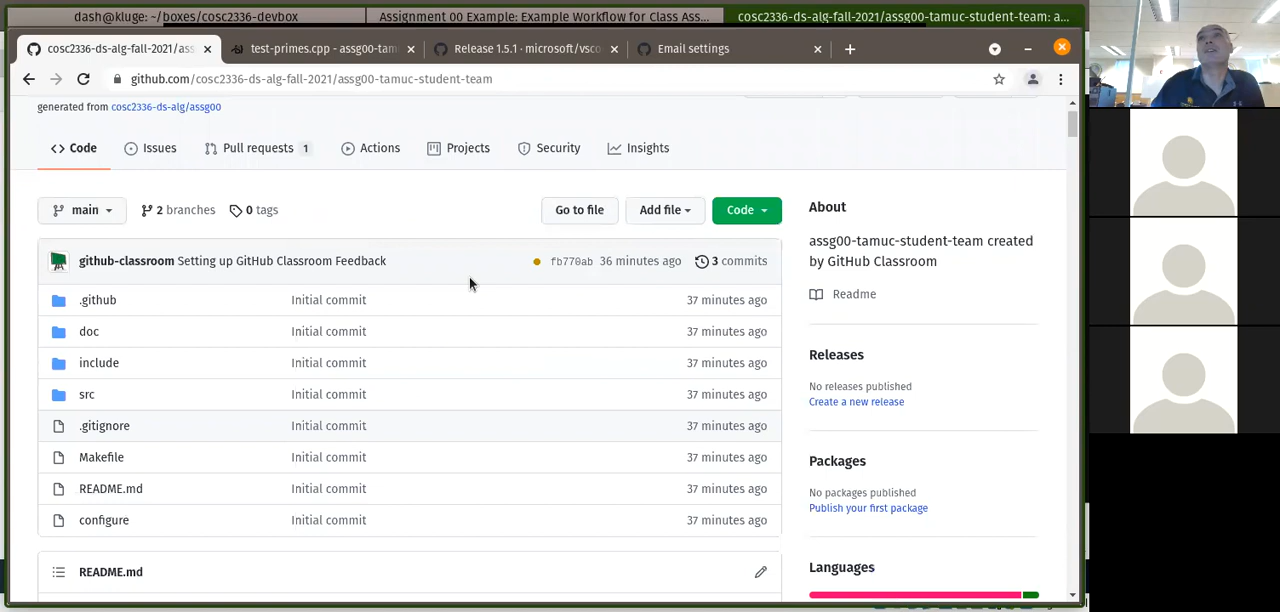 dash@kluge: ~/boxes/cosc2336-devbox
Assignment 00 Example: Example Workflow for Class Ass...
cosc2336-ds-alg-fall-2021/assg00-tamuc-student-team: a...
cosc2336-ds-alg-fall-2021/ass
test-primes.cpp - assg00-tam
Release 1.5.1 · microsoft/vsco
Email settings
github.com/cosc2336-ds-alg-fall-2021/assg00-tamuc-student-team
generated from cosc2336-ds-alg/assg00
Code
Issues
Pull requests 1
Actions
Projects
Security
Insights
main
2 branches
0 tags
Go to file
Add file
Code
github-classroom Setting up GitHub Classroom Feedback
fb770ab 36 minutes ago
3 commits
.github Initial commit 37 minutes ago
doc Initial commit 37 minutes ago
include Initial commit 37 minutes ago
src Initial commit 37 minutes ago
.gitignore Initial commit 37 minutes ago
Makefile Initial commit 37 minutes ago
README.md Initial commit 37 minutes ago
configure Initial commit 37 minutes ago
README.md
About
assg00-tamuc-student-team created
by GitHub Classroom
Readme
Releases
No releases published
Create a new release
Packages
No packages published
Publish your first package
Languages